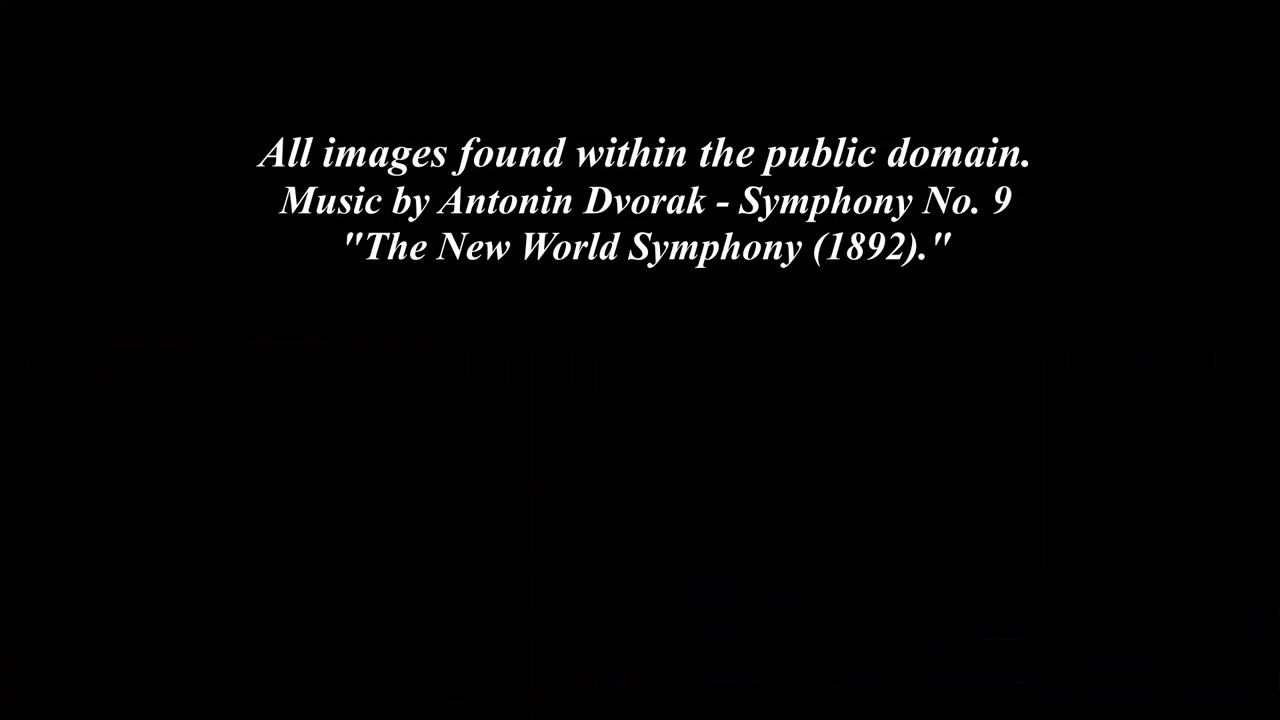 All images found within the public domain.
Music by Antonin Dvorak - Symphony No. 9
"The New World Symphony (1892)."